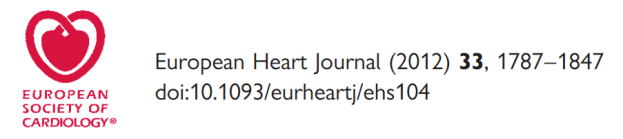 European Heart Journal (2012) 33, 1787–1847
doi:10.1093/eurheartj/ehs104
EUROPEAN
SOCIETY OF
CARDIOLOGY®